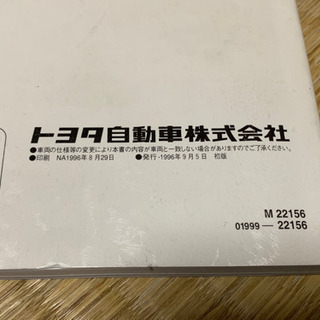 トヨタ自動車株式会社
●車両の仕様等の変更により本書の内容が車両と一致しない場合がありますのでご了承ください。
●印刷 NA1996年8月29日 ●発行・1996年9月5日 初版
M 22156
01999 — 22156